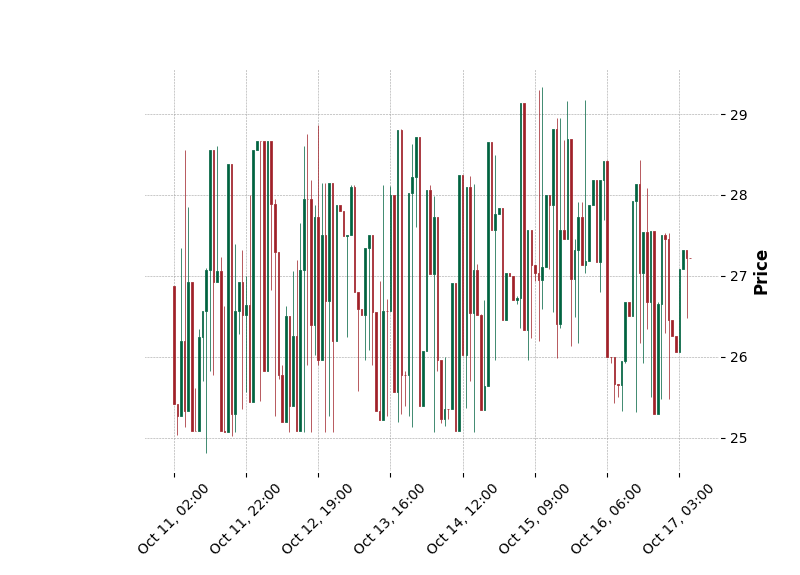 29
28
27
26
25
Price
Oct 11, 02:00
Oct 11, 22:00
Oct 12, 19:00
Oct 13, 16:00
Oct 14, 12:00
Oct 15, 09:00
Oct 16, 06:00
Oct 17, 03:00